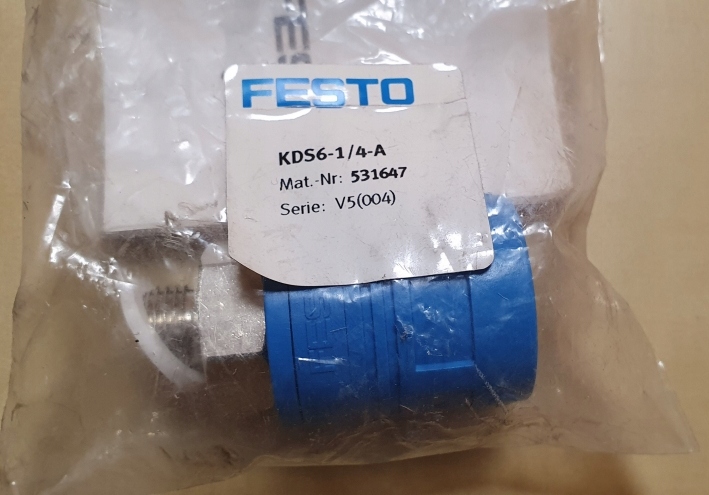 FESTO
KDS6-1/4-A
Mat.-Nr: 531647
Serie: V5(004)